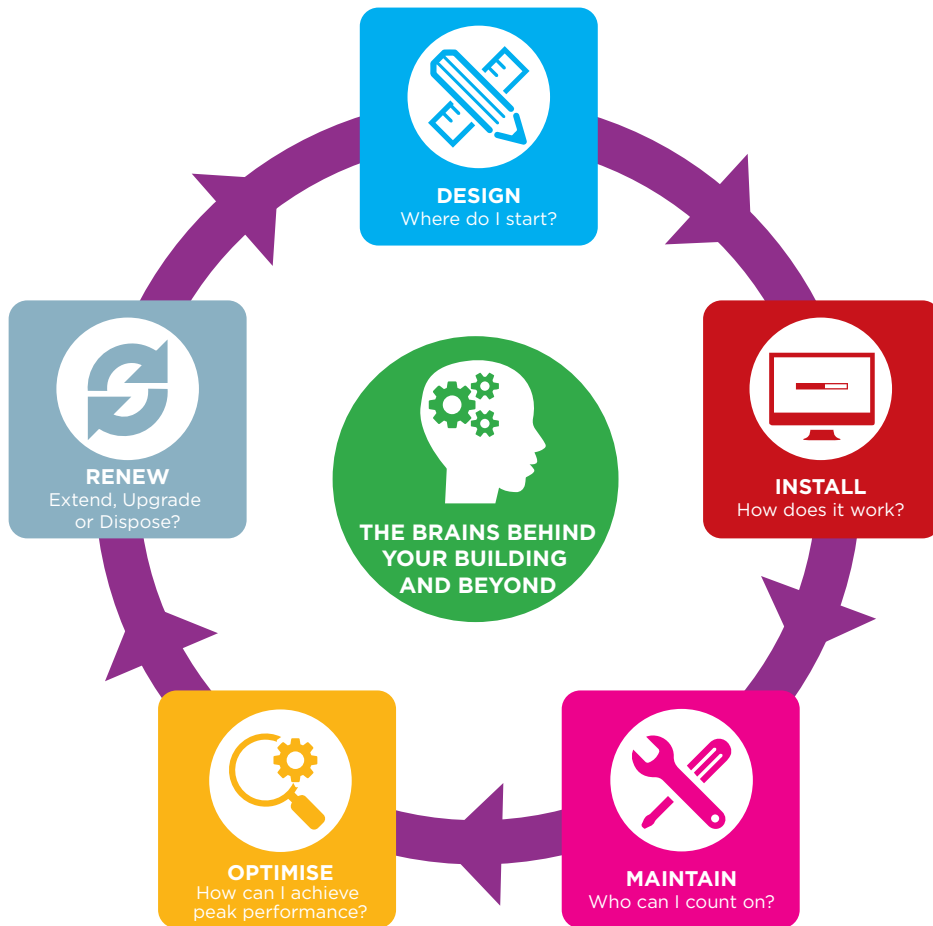 DESIGN
Where do I start?
INSTALL
How does it work?
MAINTAIN
Who can I count on?
OPTIMISE
How can I achieve
peak performance?
RENEW
Extend, Upgrade
or Dispose?
THE BRAINS BEHIND
YOUR BUILDING
AND BEYOND